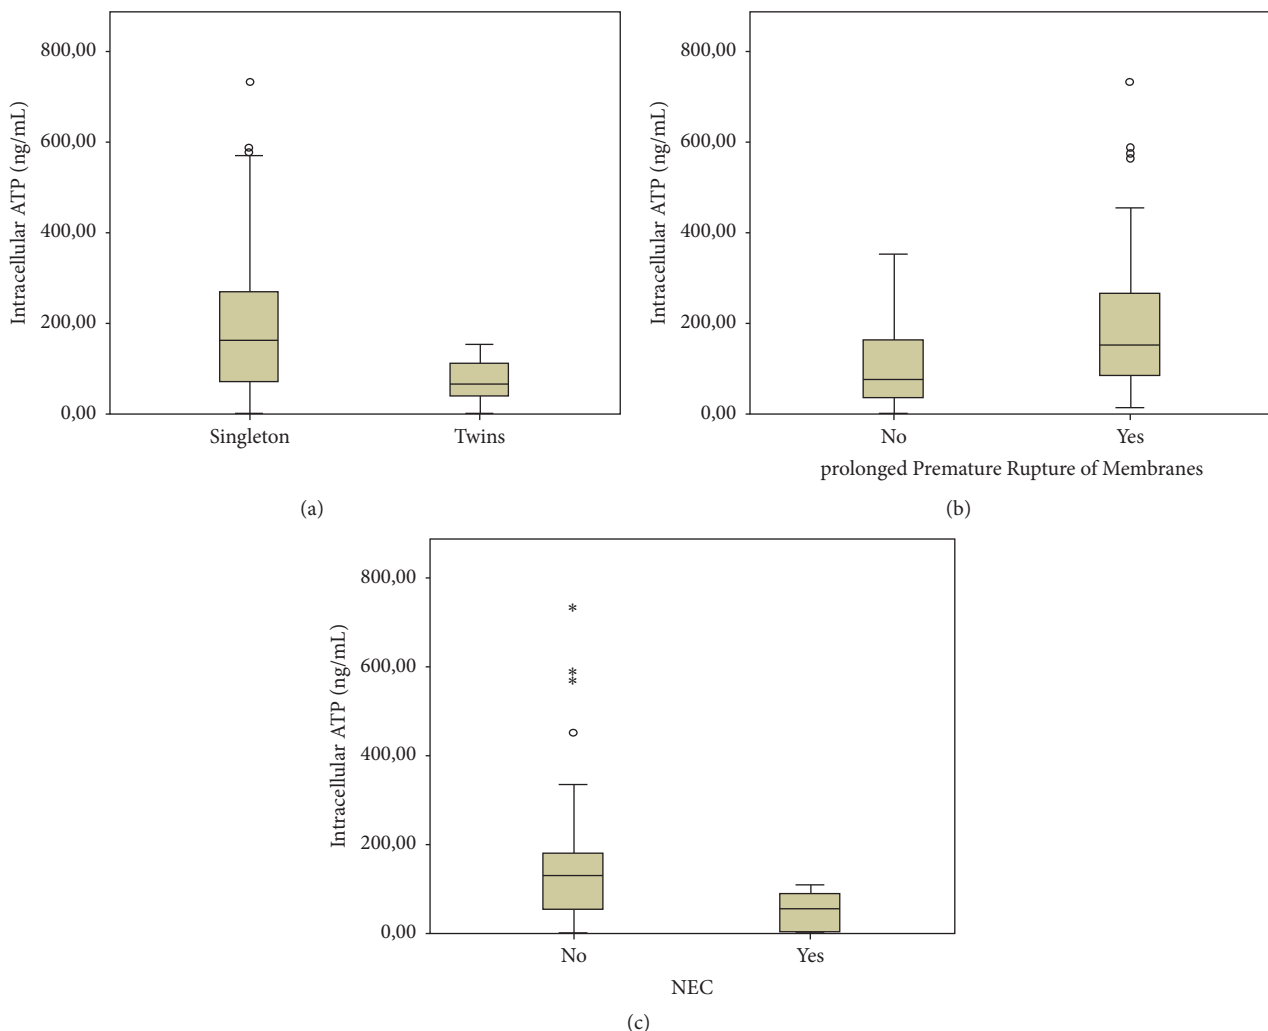 800,00
600,00
400,00
200,00
0,00
Intracellular ATP (ng/mL)
Singleton
Twins
(a)
800,00
600,00
400,00
200,00
0,00
Intracellular ATP (ng/mL)
No
Yes
prolonged Premature Rupture of Membranes
(b)
800,00
600,00
400,00
200,00
0,00
Intracellular ATP (ng/mL)
No
Yes
NEC
(c)